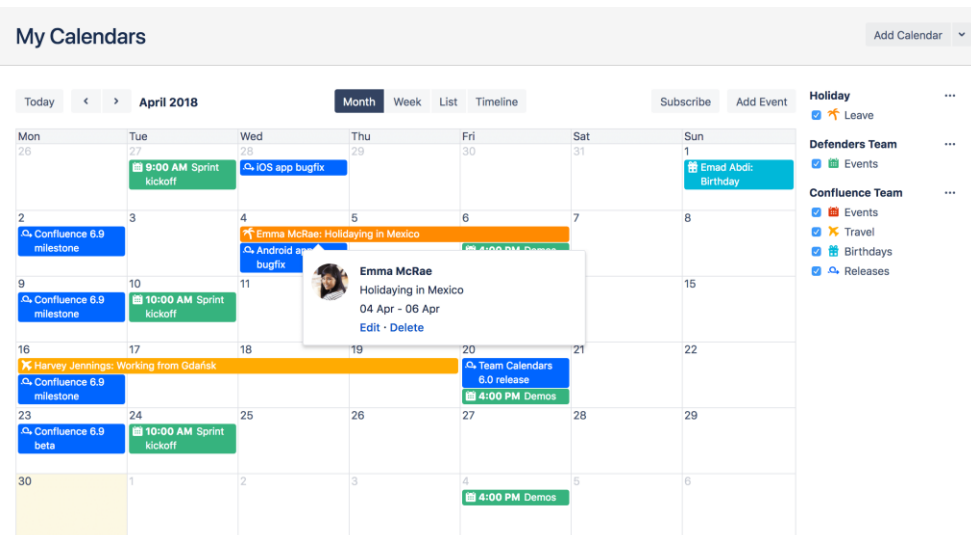 My Calendars
Add Calendar
Today
April 2018
Month Week List Timeline
Subscribe
Add Event
Mon Tue Wed Thu Fri Sat Sun
26 27 28 29 30 31 1
9:00 AM Sprint
kickoff
iOS app bugfix
Emad Abdi:
Birthday
2 3 4 5 6 7 8
Confluence 6.9
milestone
Emma McRae: Holidaying in Mexico
Android app
bugfix
4:00 PM Demos
Emma McRae
Holidaying in Mexico
04 Apr - 06 Apr
Edit · Delete
9 10 11 15
Confluence 6.9
milestone
10:00 AM Sprint
kickoff
16 17 18 19 20 21 22
Harvey Jennings: Working from Gdańsk
Confluence 6.9
milestone
Team Calendars
6.0 release
4:00 PM Demos
23 24 25 26 27 28 29
Confluence 6.9
beta
10:00 AM Sprint
kickoff
30 1 2 3 4 5 6
4:00 PM Demos
Holiday
Leave
Defenders Team
Events
Confluence Team
Events
Travel
Birthdays
Releases